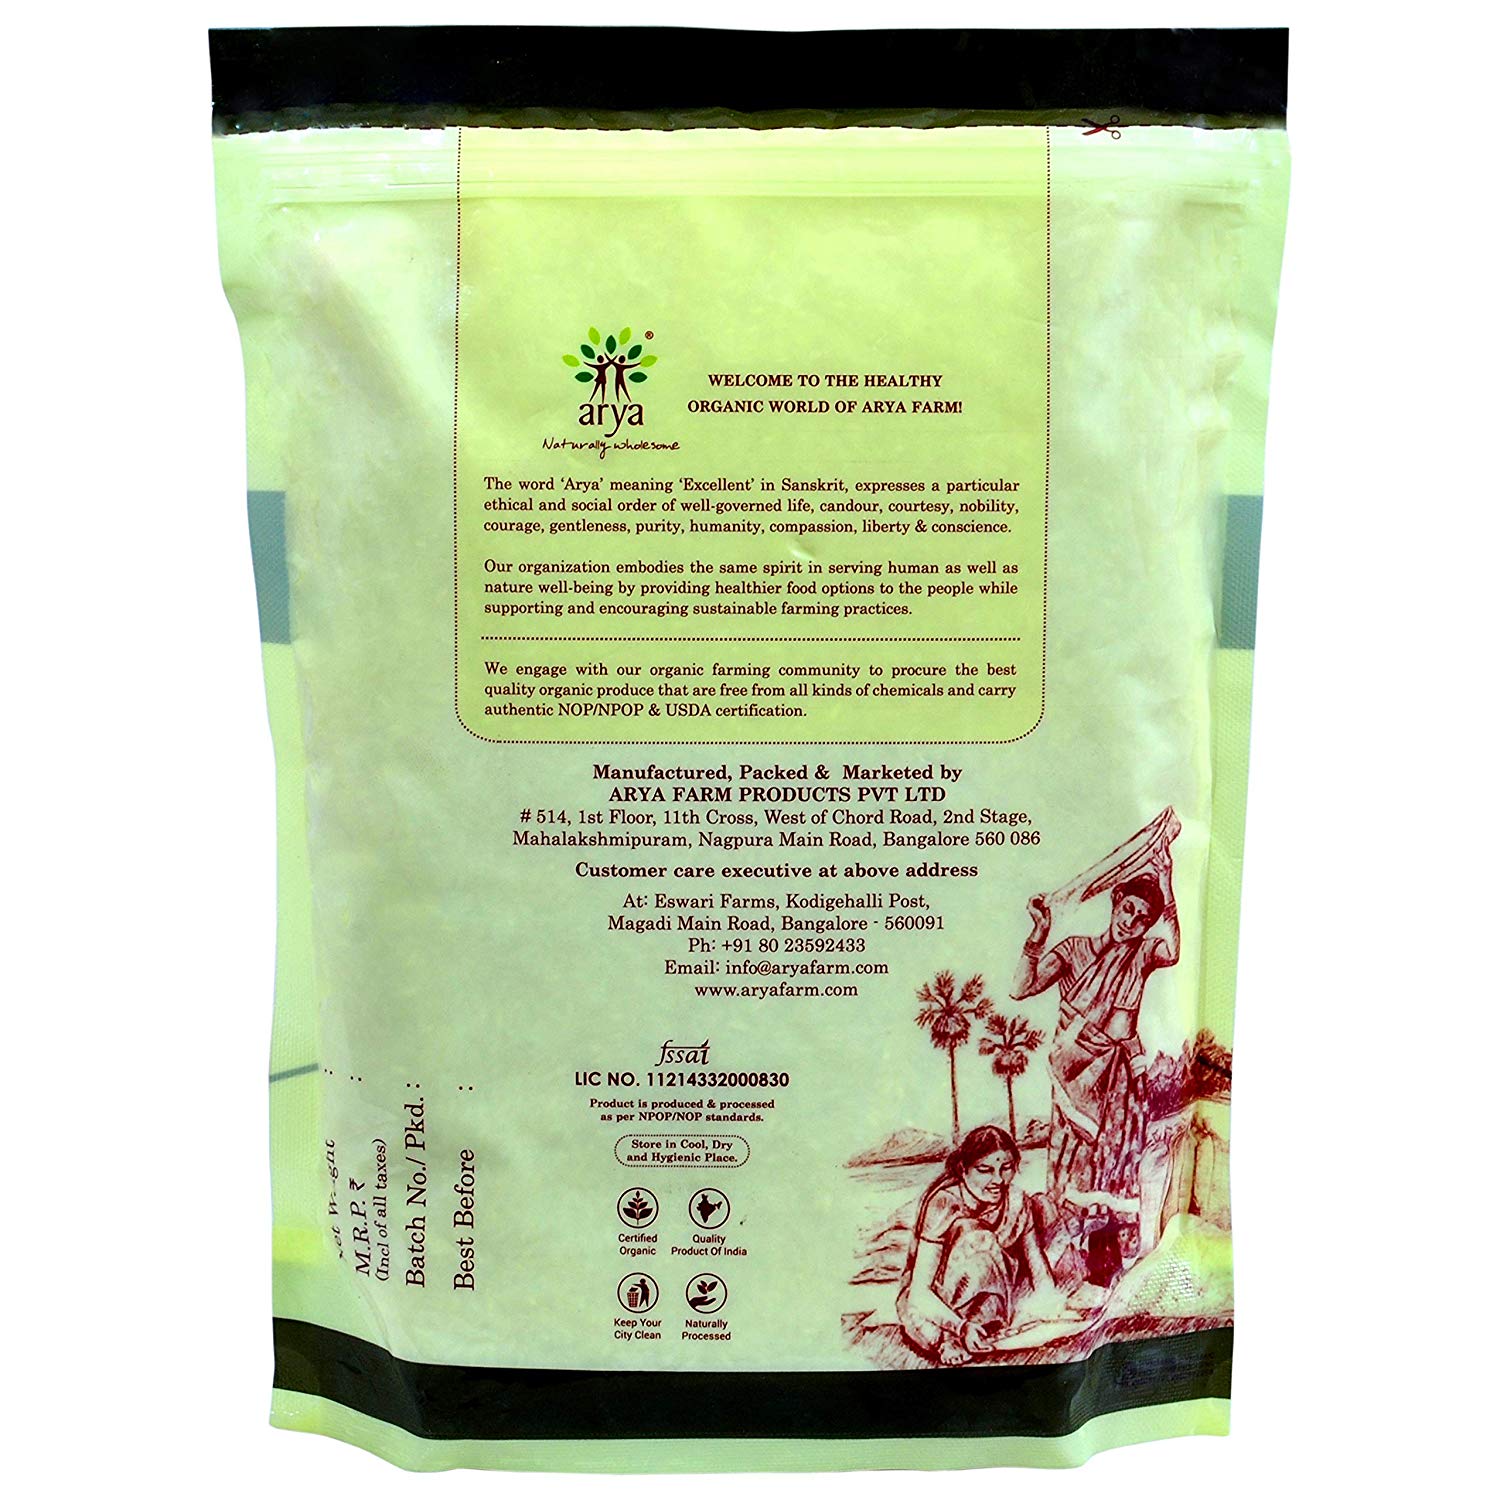 ®
arya
Naturally wholesome
WELCOME TO THE HEALTHY
ORGANIC WORLD OF ARYA FARM!
The word ‘Arya’ meaning ‘Excellent’ in Sanskrit, expresses a particular
ethical and social order of well-governed life, candour, courtesy, nobility,
courage, gentleness, purity, humanity, compassion, liberty & conscience.
Our organization embodies the same spirit in serving human as well as
nature well-being by providing healthier food options to the people while
supporting and encouraging sustainable farming practices.
We engage with our organic farming community to procure the best
quality organic produce that are free from all kinds of chemicals and carry
authentic NOP/NPOP & USDA certification.
Manufactured, Packed & Marketed by
ARYA FARM PRODUCTS PVT LTD
# 514, 1st Floor, 11th Cross, West of Chord Road, 2nd Stage,
Mahalakshmipuram, Nagpura Main Road, Bangalore 560 086
Customer care executive at above address
At: Eswari Farms, Kodigehalli Post,
Magadi Main Road, Bangalore - 560091
Ph: +91 80 23592433
Email: info@aryafarm.com
www.aryafarm.com
fssai
LIC NO. 11214332000830
Product is produced & processed
as per NPOP/NOP standards.
Store in Cool, Dry
and Hygienic Place.
Certified
Organic
Quality
Product Of India
Keep Your
City Clean
Naturally
Processed
:
M.R.P. ₹ :
(Incl of all taxes)
Batch No./ Pkd. :
Best Before :